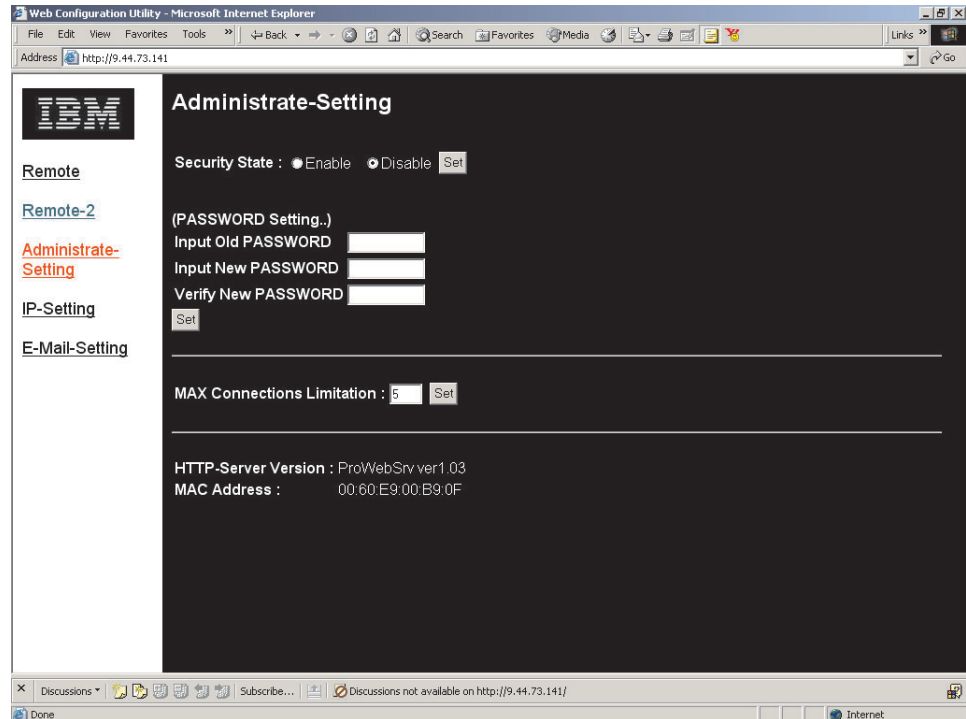 Web Configuration Utility - Microsoft Internet Explorer
File Edit View Favorites Tools » Back Search Favorites Media Links »
Address http://9.44.73.141 Go
IBM
Administrate-Setting
Remote
Security State : Enable Disable Set
Remote-2
(PASSWORD Setting..)
Administrate-
Setting
Input Old PASSWORD
Input New PASSWORD
Verify New PASSWORD
IP-Setting
Set
E-Mail-Setting
MAX Connections Limitation : 5 Set
HTTP-Server Version : ProWebSrv ver1.03
MAC Address : 00:60:E9:00:B9:0F
Discussions Subscribe... Discussions not available on http://9.44.73.141/
Done Internet